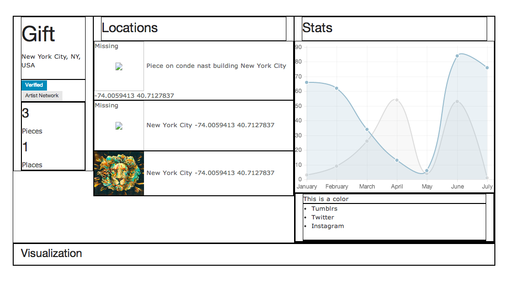 Gift
New York City, NY,
USA
Verified
Artist Network
3
Pieces
1
Places
Locations
Missing
Piece on conde nast building New York City
-74.0059413 40.7127837
Missing
New York City -74.0059413 40.7127837
New York City -74.0059413 40.7127837
Stats
90
80
70
60
50
40
30
20
10
0
January February March April May June July
This is a color
Tumblrs
Twitter
Instagram
Visualization